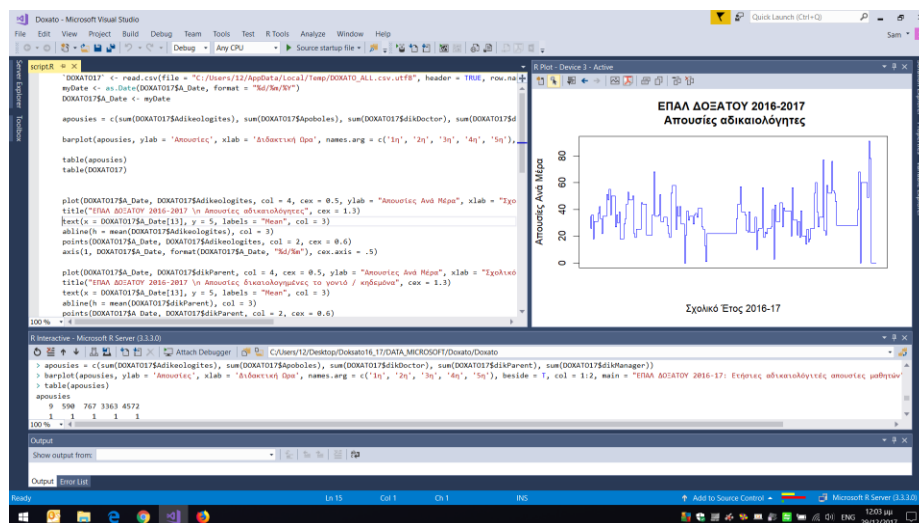 Doxato - Microsoft Visual Studio
Quick Launch (Ctrl+Q)
File Edit View Project Build Debug Team Tools Test R Tools Analyze Window Help
Sam
Debug Any CPU Source startup file
Server Explorer
Toolbox
script.R
`DOXATO17` <- read.csv(file = "C:/Users/12/AppData/Local/Temp/DOXATO_ALL.csv.utf8", header = TRUE, row.na
myDate <- as.Date(DOXATO17$A_Date, format = "%d/%m/%Y")
DOXATO17$A_Date <- myDate
apousies = c(sum(DOXATO17$Adikeologites), sum(DOXATO17$Apoboles), sum(DOXATO17$dikDoctor), sum(DOXATO17$d
barplot(apousies, ylab = 'Απουσίες', xlab = 'Διδακτική Ωρα', names.arg = c('1η', '2η', '3η', '4η', '5η'),
table(apousies)
table(DOXATO17)
plot(DOXATO17$A_Date, DOXATO17$Adikeologites, col = 4, cex = 0.5, ylab = "Απουσίες Ανά Μέρα", xlab = "Σχο
title("ΕΠΑΛ ΔΟΞΑΤΟΥ 2016-2017 \n Απουσίες αδικαιολόγητες", cex = 1.3)
text(x = DOXATO17$A_Date[13], y = 5, labels = "Mean", col = 3)
abline(h = mean(DOXATO17$Adikeologites), col = 3)
points(DOXATO17$A_Date, DOXATO17$Adikeologites, col = 2, cex = 0.6)
axis(1, DOXATO17$A_Date, format(DOXATO17$A_Date, "%d/%m"), cex.axis = .5)
plot(DOXATO17$A_Date, DOXATO17$dikParent, col = 4, cex = 0.5, ylab = "Απουσίες Ανά Μέρα", xlab = "Σχολικό
title("ΕΠΑΛ ΔΟΞΑΤΟΥ 2016-2017 \n Απουσίες δικαιολογημένες το γονιό / κηδεμόνα", cex = 1.3)
text(x = DOXATO17$A_Date[13], y = 5, labels = "Mean", col = 3)
abline(h = mean(DOXATO17$dikParent), col = 3)
points(DOXATO17$A_Date, DOXATO17$dikParent, col = 2, cex = 0.6)
100 %
R Plot - Device 3 - Active
ΕΠΑΛ ΔΟΞΑΤΟΥ 2016-2017
Απουσίες αδικαιολόγητες
Απουσίες Ανά Μέρα
80
60
40
20
0
Σχολικό Έτος 2016-17
R Interactive - Microsoft R Server (3.3.3.0)
Attach Debugger C:/Users/12/Desktop/Doksato16_17/DATA_MICROSOFT/Doxato/Doxato
> apousies = c(sum(DOXATO17$Adikeologites), sum(DOXATO17$Apoboles), sum(DOXATO17$dikDoctor), sum(DOXATO17$dikParent), sum(DOXATO17$dikManager))
> barplot(apousies, ylab = 'Απουσίες', xlab = 'Διδακτική Ωρα', names.arg = c('1η', '2η', '3η', '4η', '5η'), beside = T, col = 1:2, main = "ΕΠΑΛ ΔΟΞΑΤΟΥ 2016-17: Ετήσιες αδικαιολόγιτές απουσίες μαθητών"
> table(apousies)
apousies
9 590 767 3363 4572
1 1 1 1 1
100 %
Output
Show output from:
Output Error List
Ready Ln 15 Col 1 Ch 1 INS Add to Source Control Microsoft R Server (3.3.3.0)
ENG 12:03 μμ
29/12/2017